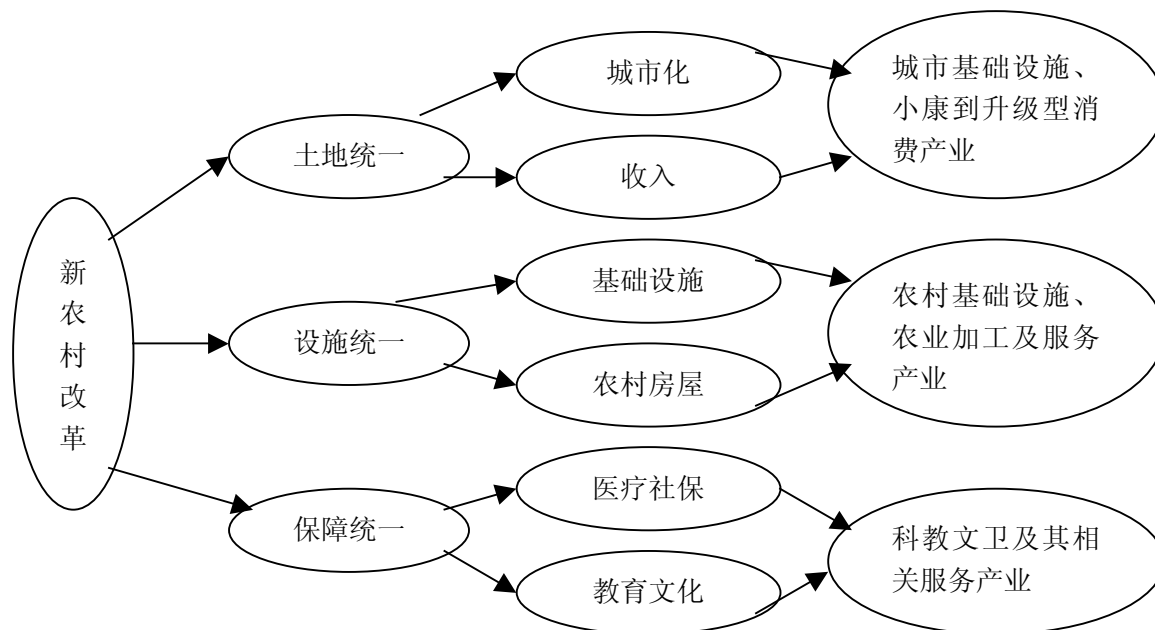 新农村改革
土地统一
设施统一
保障统一
城市化
收入
基础设施
农村房屋
医疗社保
教育文化
城市基础设施、
小康到升级型消
费产业
农村基础设施、
农业加工及服务
产业
科教文卫及其相
关服务产业